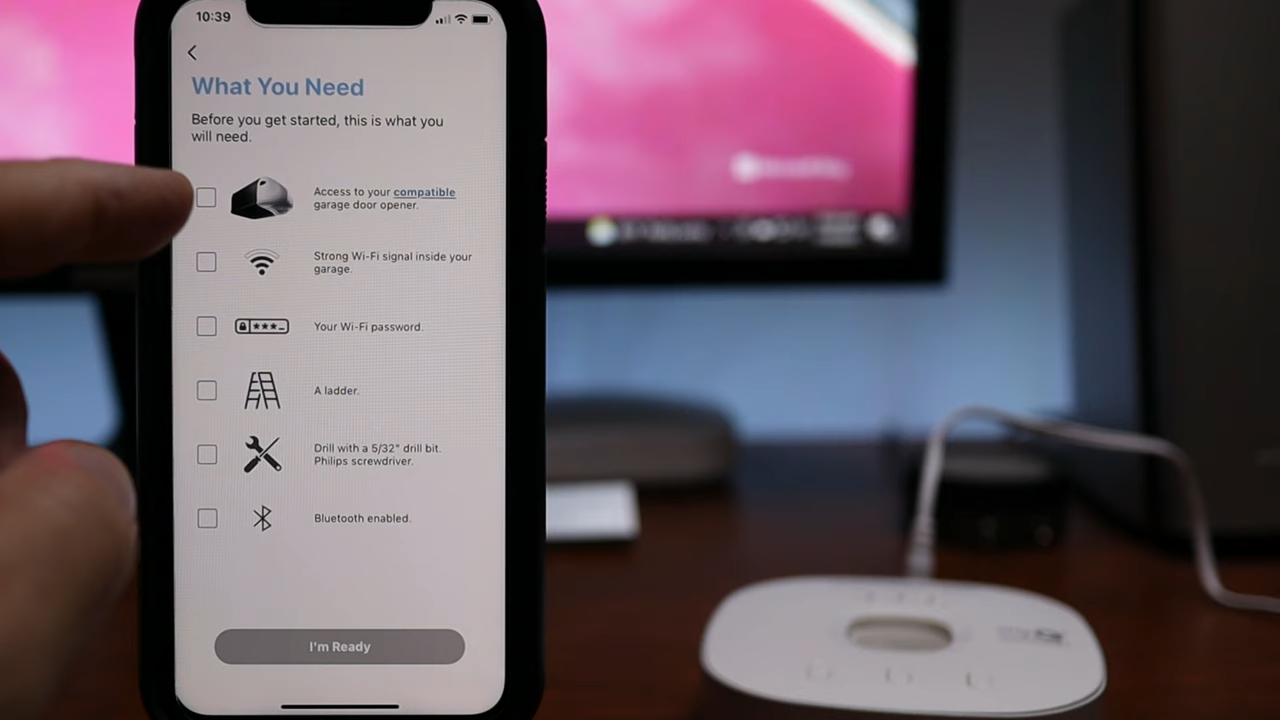 10:39
What You Need
Before you get started, this is what you
will need.
Access to your compatible
garage door opener.
Strong Wi-Fi signal inside your
garage.
***_
Your Wi-Fi password.
A ladder.
Drill with a 5/32" drill bit.
Philips screwdriver.
Bluetooth enabled.
I'm Ready